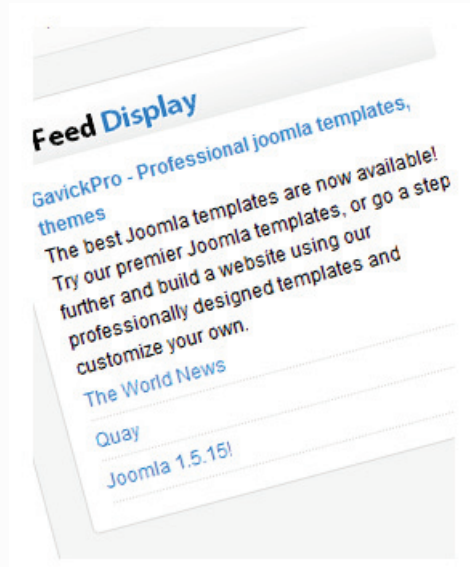 Feed Display
GavickPro - Professional joomla templates,
themes
The best Joomla templates are now available!
Try our premier Joomla templates, or go a step
further and build a website using our
professionally designed templates and
customize your own.
The World News
Quay
Joomla 1.5.15!